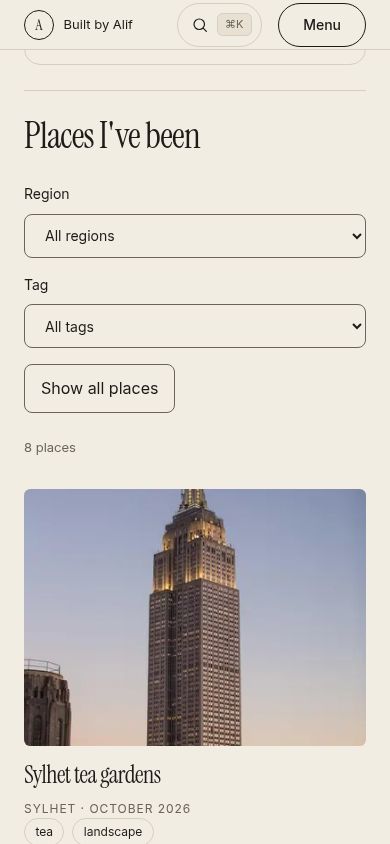 A Built by Alif ⌘K Menu
Places I've been
Region
All regions
Tag
All tags
Show all places
8 places
Sylhet tea gardens
SYLHET · OCTOBER 2026
tea landscape